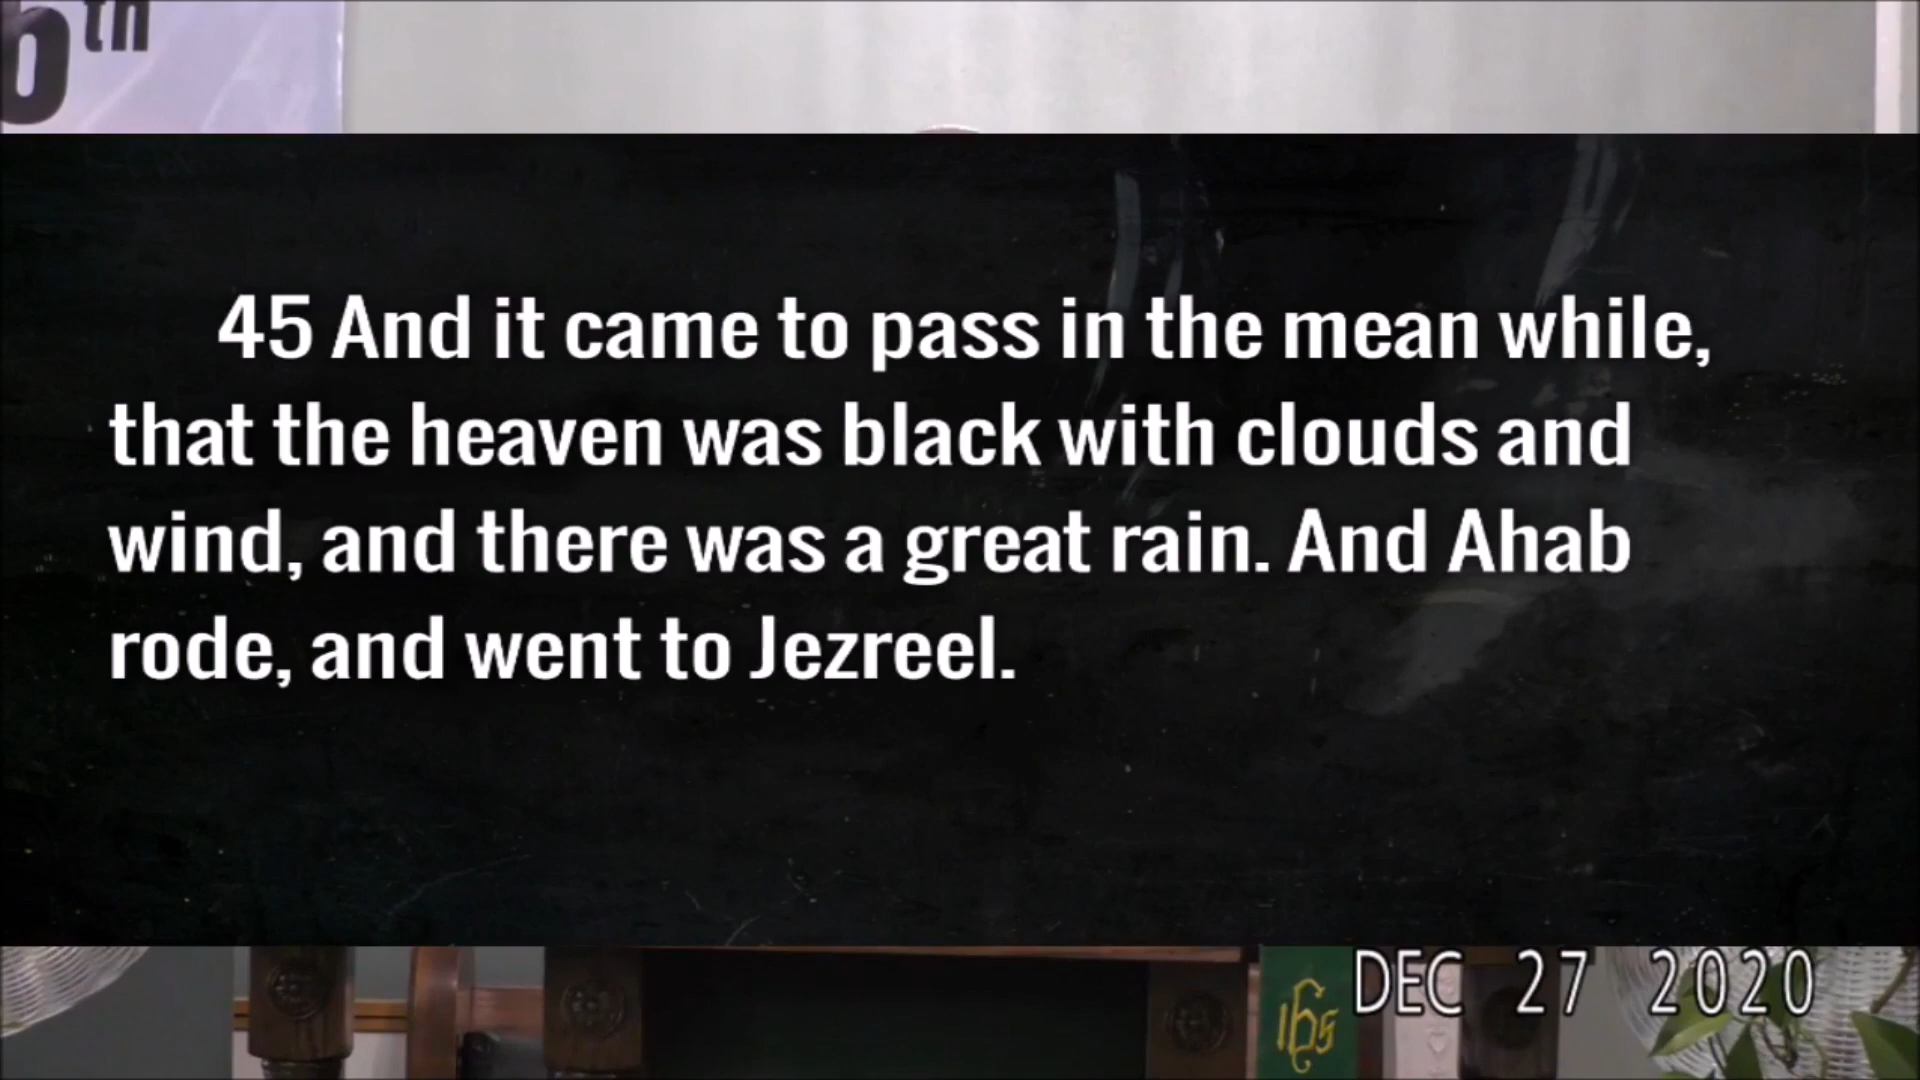 6th
45 And it came to pass in the mean while,
that the heaven was black with clouds and
wind, and there was a great rain. And Ahab
rode, and went to Jezreel.
IHS
DEC 27 2020